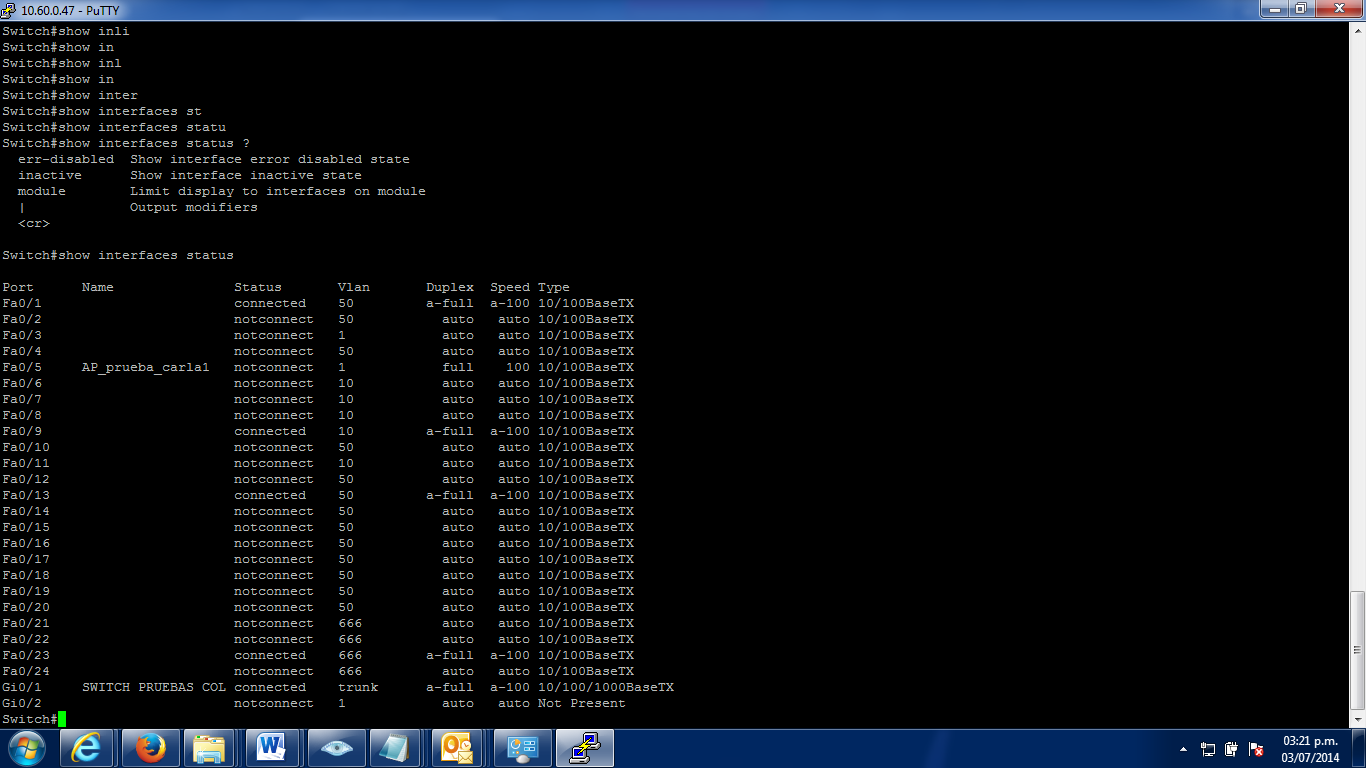 10.60.0.47 - PuTTY
Switch#show inli
Switch#show in
Switch#show inl
Switch#show in
Switch#show inter
Switch#show interfaces st
Switch#show interfaces statu
Switch#show interfaces status ?
  err-disabled  Show interface error disabled state
  inactive      Show interface inactive state
  module        Limit display to interfaces on module
  |             Output modifiers
  <cr>
Switch#show interfaces status
Port      Name               Status       Vlan       Duplex  Speed Type
Fa0/1                        connected    50         a-full  a-100 10/100BaseTX
Fa0/2                        notconnect   50           auto   auto 10/100BaseTX
Fa0/3                        notconnect   1            auto   auto 10/100BaseTX
Fa0/4                        notconnect   50           auto   auto 10/100BaseTX
Fa0/5     AP_prueba_carla1   notconnect   1            full    100 10/100BaseTX
Fa0/6                        notconnect   10           auto   auto 10/100BaseTX
Fa0/7                        notconnect   10           auto   auto 10/100BaseTX
Fa0/8                        notconnect   10           auto   auto 10/100BaseTX
Fa0/9                        connected    10         a-full  a-100 10/100BaseTX
Fa0/10                       notconnect   50           auto   auto 10/100BaseTX
Fa0/11                       notconnect   10           auto   auto 10/100BaseTX
Fa0/12                       notconnect   50           auto   auto 10/100BaseTX
Fa0/13                       connected    50         a-full  a-100 10/100BaseTX
Fa0/14                       notconnect   50           auto   auto 10/100BaseTX
Fa0/15                       notconnect   50           auto   auto 10/100BaseTX
Fa0/16                       notconnect   50           auto   auto 10/100BaseTX
Fa0/17                       notconnect   50           auto   auto 10/100BaseTX
Fa0/18                       notconnect   50           auto   auto 10/100BaseTX
Fa0/19                       notconnect   50           auto   auto 10/100BaseTX
Fa0/20                       notconnect   50           auto   auto 10/100BaseTX
Fa0/21                       notconnect   666          auto   auto 10/100BaseTX
Fa0/22                       notconnect   666          auto   auto 10/100BaseTX
Fa0/23                       connected    666        a-full  a-100 10/100BaseTX
Fa0/24                       notconnect   666          auto   auto 10/100BaseTX
Gi0/1     SWITCH PRUEBAS COL connected    trunk      a-full  a-100 10/100/1000BaseTX
Gi0/2                        notconnect   1            auto   auto Not Present
Switch#
03:21 p.m.
03/07/2014